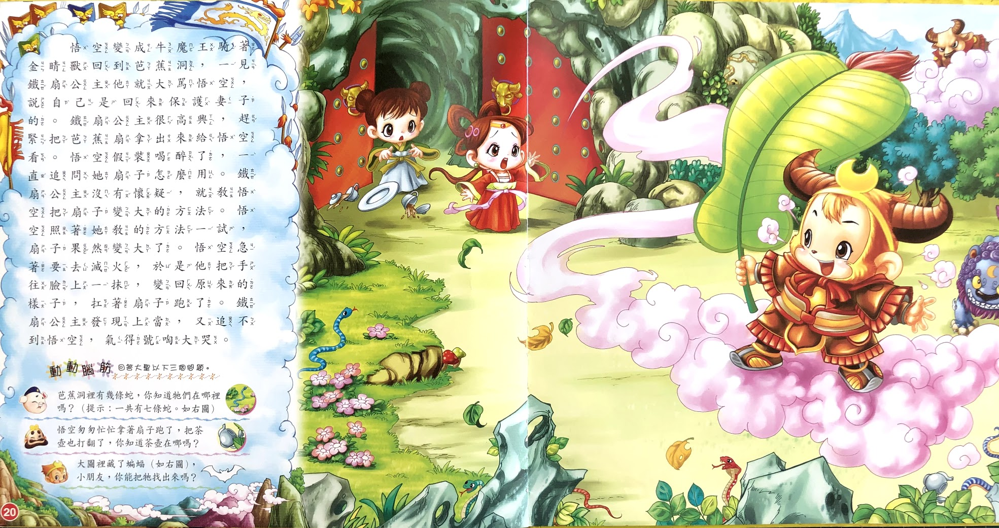 悟空變成牛魔王騎著
金睛獸回到芭蕉洞，一見
鐵扇公主他就大罵悟空，
說自己是回來保護妻子
的。鐵扇公主很高興，趕
緊把芭蕉扇拿出來給悟空
看。悟空假裝喝醉了，一
直追問她扇子怎麼用。鐵
扇公主沒有懷疑，就教悟
空把扇子變大的方法。悟
空照著她教的方法一試，
扇子果然變大了。悟空急
著要去滅火，於是他把手
往臉上一抹，變回原來的
樣子，扛著扇子跑了。鐵
扇公主發現上當，又追不
到悟空，氣得號啕大哭。
動動腦筋 回答大聖以下三個問題。
芭蕉洞裡有幾條蛇，你知道牠們在哪裡
嗎？（提示：一共有七條蛇。如右圖）
悟空匆匆忙忙拿著扇子跑了，把茶
壺也打翻了，你知道茶壺在哪嗎？
大圖裡藏了蝙蝠（如右圖），
小朋友，你能把牠找出來嗎？
20